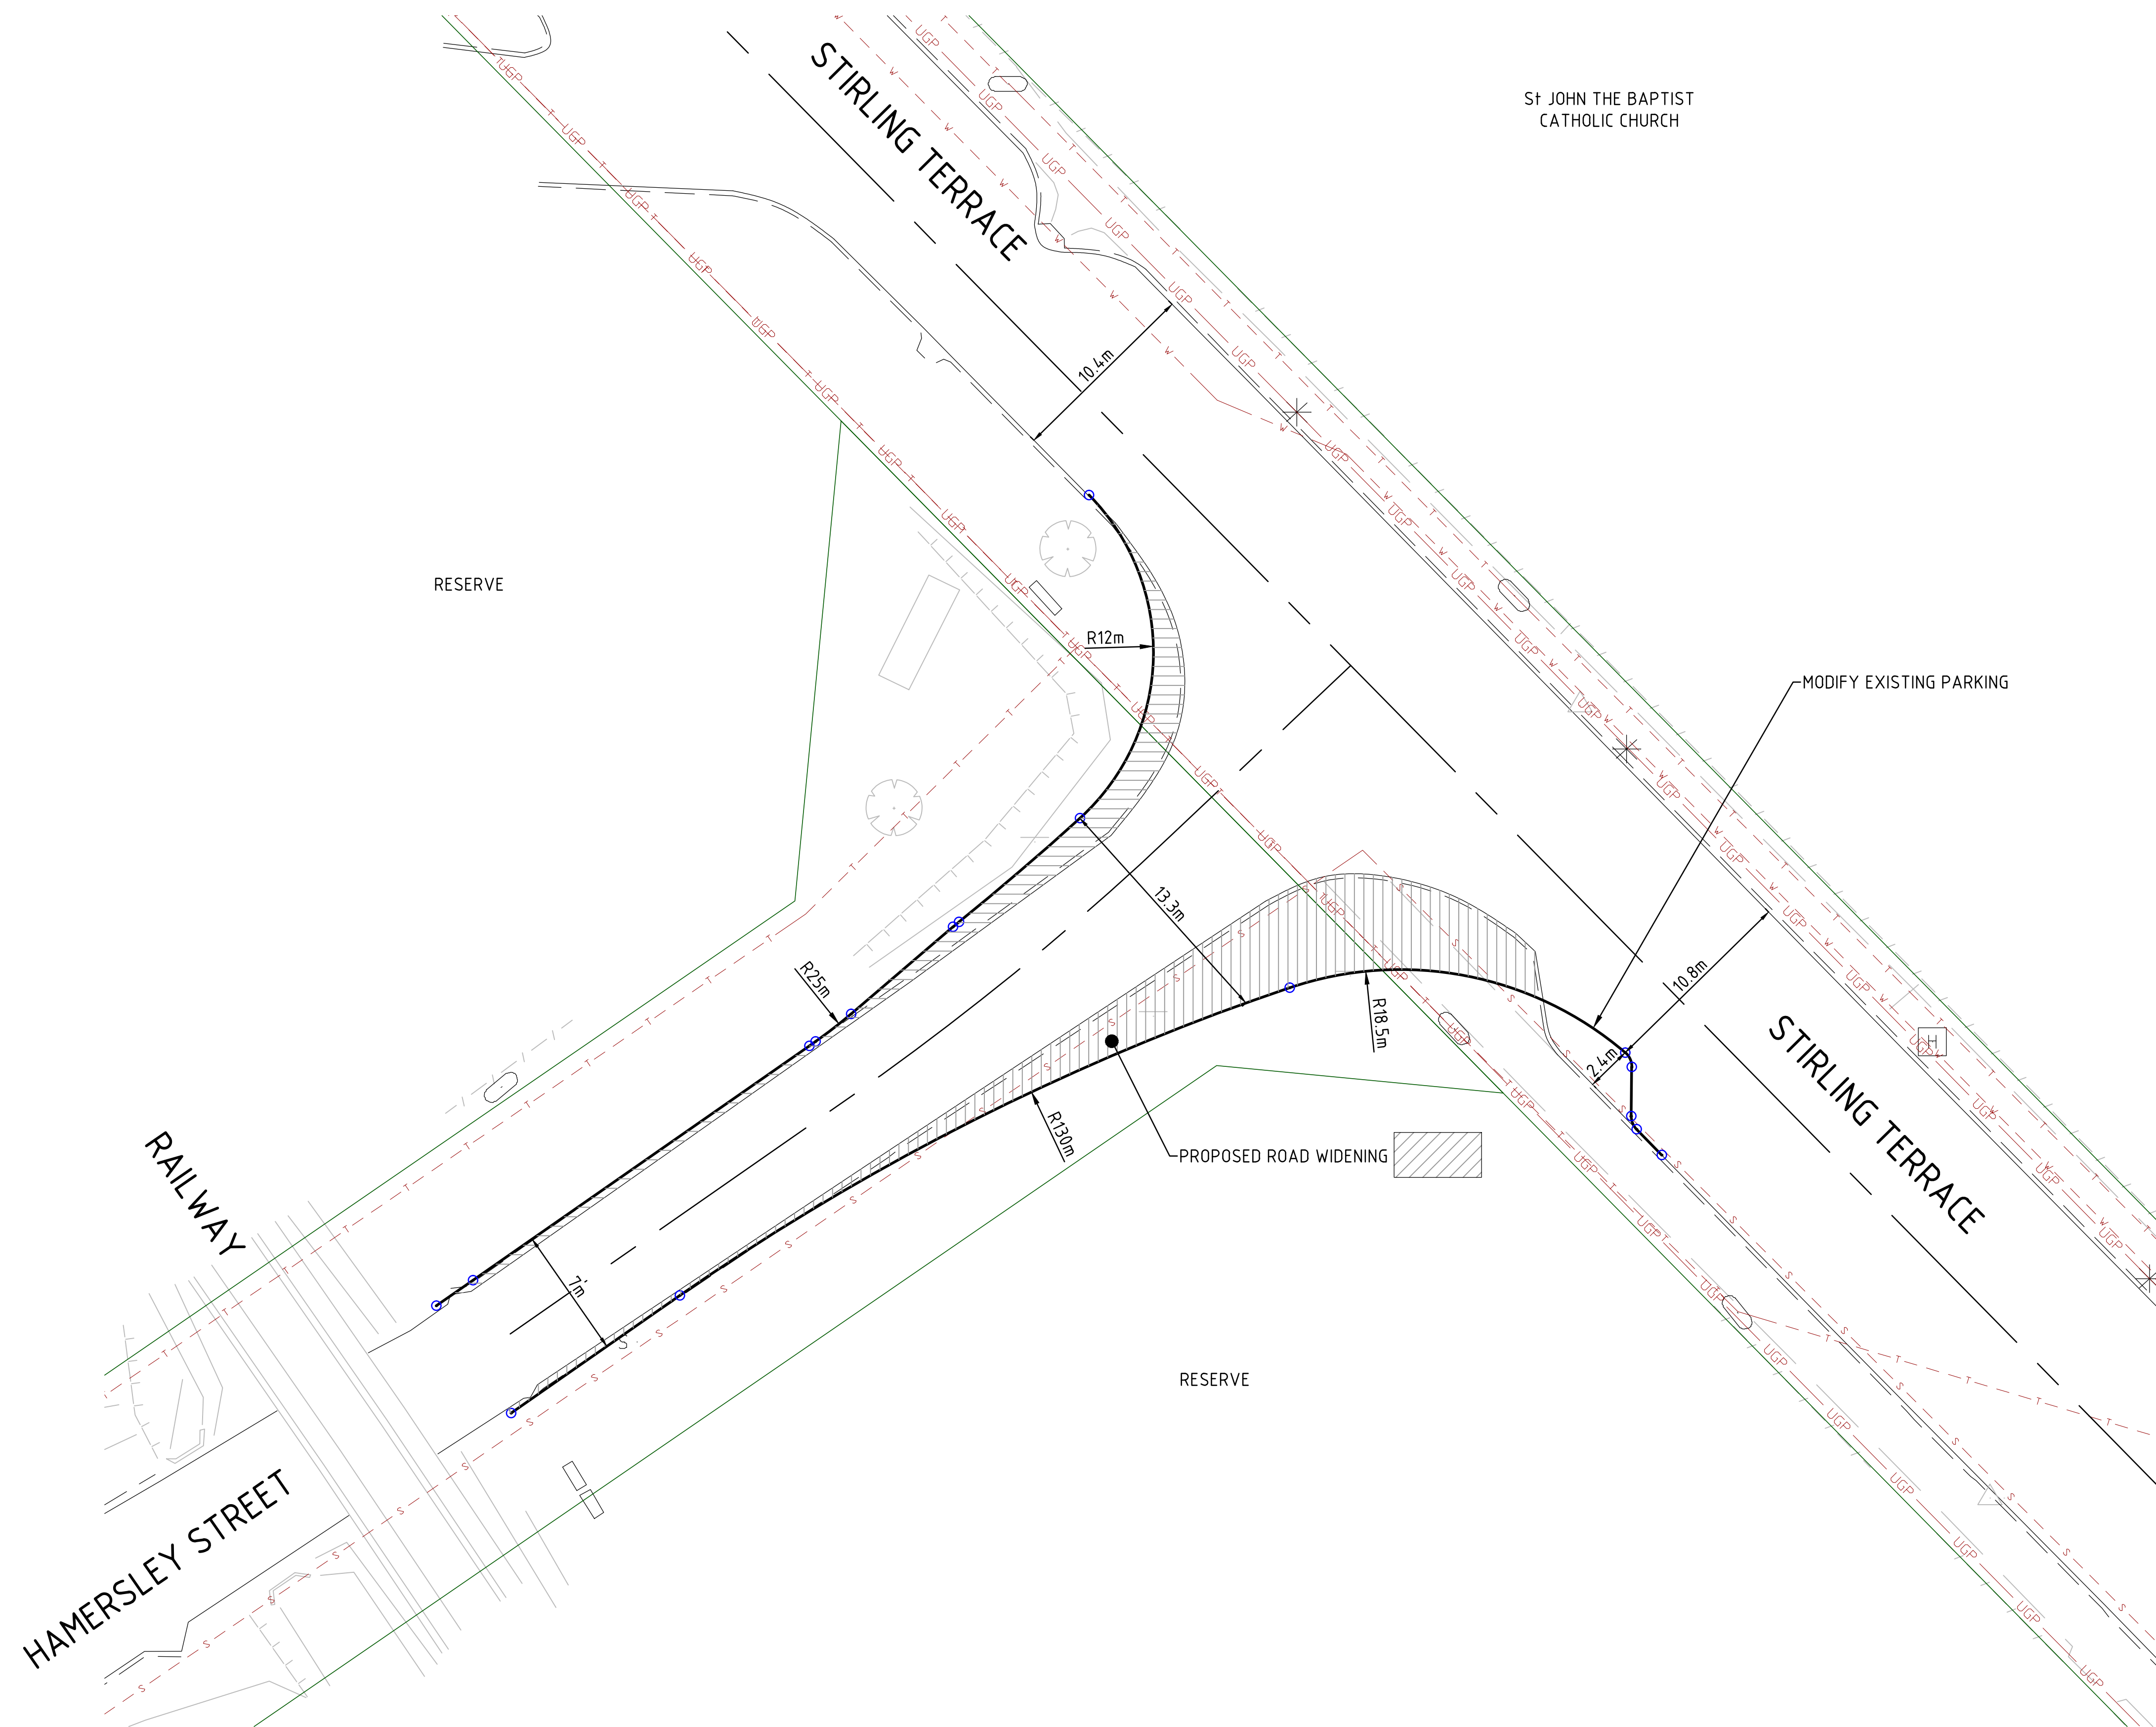 STIRLING TERRACE
St JOHN THE BAPTIST
CATHOLIC CHURCH
10.4m
RESERVE
R12m
MODIFY EXISTING PARKING
13.3m
10.8m
R25m
R18.5m
2.4m
STIRLING TERRACE
R130m
PROPOSED ROAD WIDENING
H
RAILWAY
7m
RESERVE
HAMERSLEY STREET
UGP
T
W
S